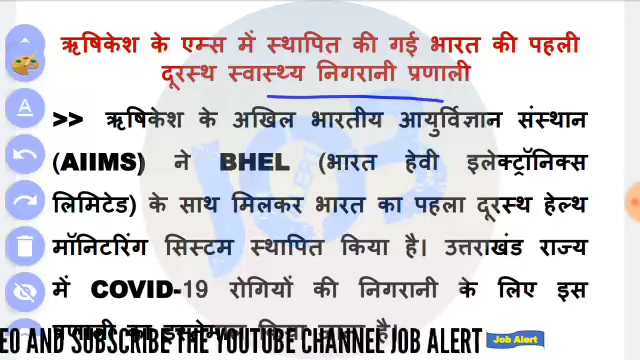 ऋषिकेश के एम्स में स्थापित की गई भारत की पहली
दूरस्थ स्वास्थ्य निगरानी प्रणाली
>> ऋषिकेश के अखिल भारतीय आयुर्विज्ञान संस्थान
(AIIMS) ने BHEL (भारत हेवी इलेक्ट्रॉनिक्स
लिमिटेड) के साथ मिलकर भारत का पहला दूरस्थ हेल्थ
मॉनिटरिंग सिस्टम स्थापित किया है। उत्तराखंड राज्य
में COVID-19 रोगियों की निगरानी के लिए इस
EO AND SUBSCRIBE THE YOUTUBE CHANNEL JOB ALERT
Job Alert